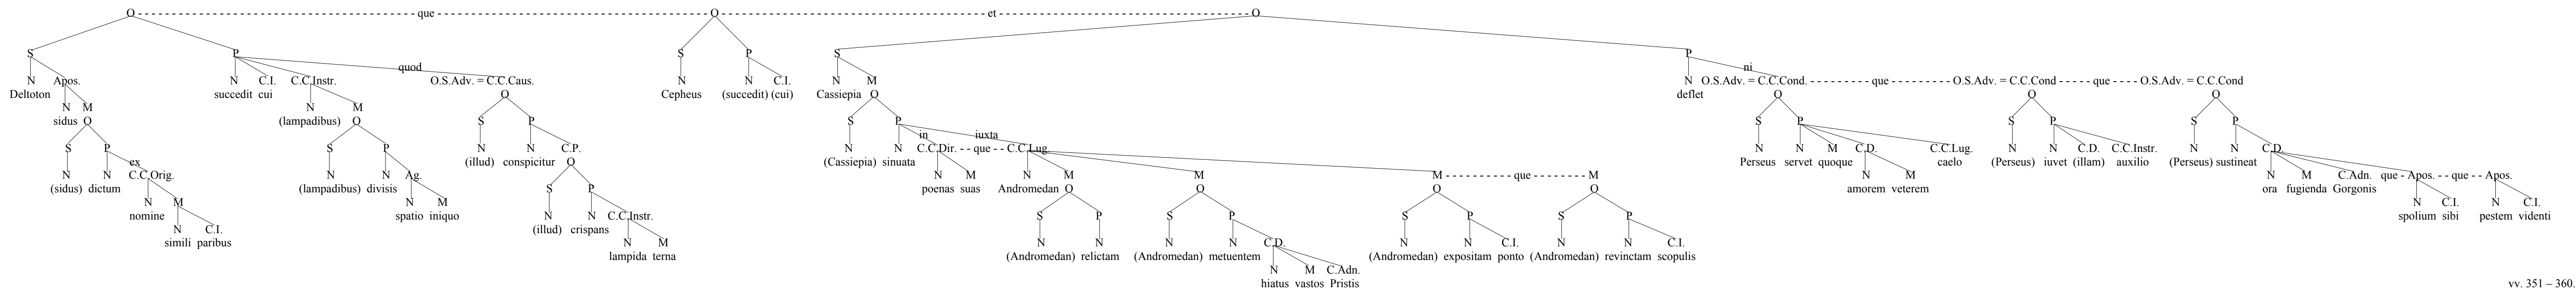 O - - - que - - - O - - - et - - - O
S P S P S P
quod ni
N Apos. N C.I. C.C.Instr. O.S.Adv. = C.C.Caus. N N C.I. N M N O.S.Adv. = C.C.Cond. - - - que - - - O.S.Adv. = C.C.Cond - - - que - - - O.S.Adv. = C.C.Cond
Deltoton succedit cui Cepheus (succedit) (cui) Cassiepia deflet
O O O O O
N M N M
sidus O (lampadibus) O
S P S P S P S P S P S P
in iuxta
S P ex S P Ag. N N C.P. N N C.C.Dir. - - que - - C.C.Lug. N N M C.D. C.C.Lug. N C.D. C.C.Instr. N N C.D.
(illud) conspicitur (Cassiepia) sinuata Perseus servet quoque caelo (Perseus) iuvet (illam) auxilio (Perseus) sustineat
O
N N C.C.Orig. N N N M N M M M - - - que - - - M N M N M C.Adn. que - Apos. - - que - - Apos.
(sidus) dictum (lampadibus) divisis poenas suas Andromedan amorem veterem ora fugienda Gorgonis
S P O O O O
N M N M N C.I. N C.I.
nomine spatio iniquo spolium sibi pestem videnti
N N C.C.Instr. S P S P S P S P
(illud) crispans
N C.I.
simili paribus
N M N N N N C.D. N N C.I. N N C.I.
lampida terna (Andromedan) relictam (Andromedan) metuentem (Andromedan) expositam ponto (Andromedan) revinctam scopulis
N M C.Adn.
hiatus vastos Pristis
vv. 351 – 360.